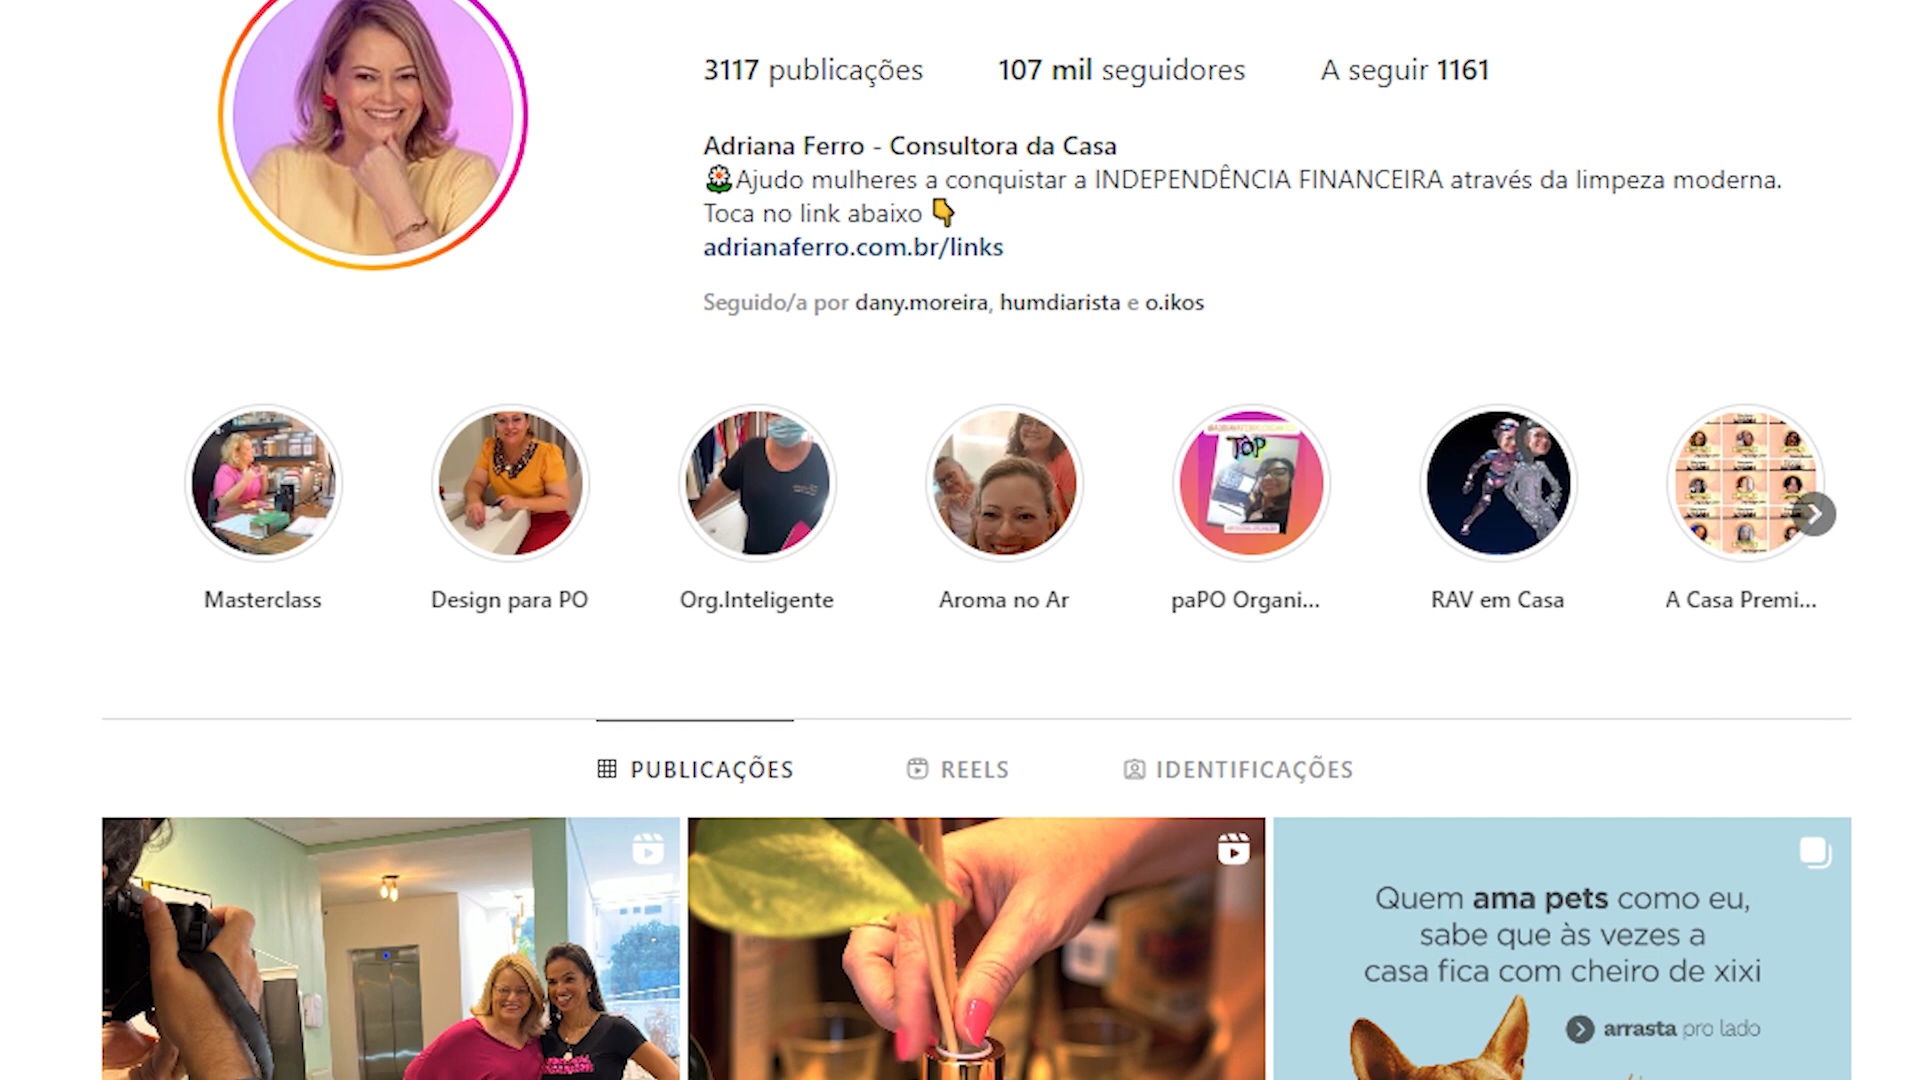 3117 publicações 107 mil seguidores A seguir 1161
Adriana Ferro - Consultora da Casa
Ajudo mulheres a conquistar a INDEPENDÊNCIA FINANCEIRA através da limpeza moderna.
Toca no link abaixo
adrianaferro.com.br/links
Seguido/a por dany.moreira, humdiarista e o.ikos
TOP
Masterclass
Design para PO
Org.Inteligente
Aroma no Ar
paPO Organi...
RAV em Casa
A Casa Premi...
PUBLICAÇÕES
REELS
IDENTIFICAÇÕES
Quem ama pets como eu,
sabe que às vezes a
casa fica com cheiro de xixi
arrasta pro lado